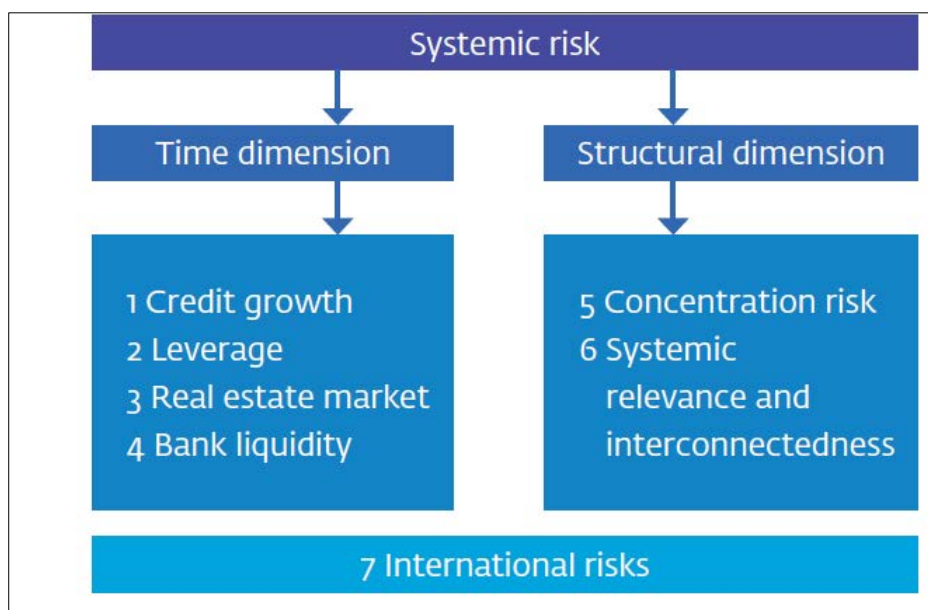 Systemic risk
Time dimension
Structural dimension
1 Credit growth
2 Leverage
3 Real estate market
4 Bank liquidity
5 Concentration risk
6 Systemic
relevance and
interconnectedness
7 International risks